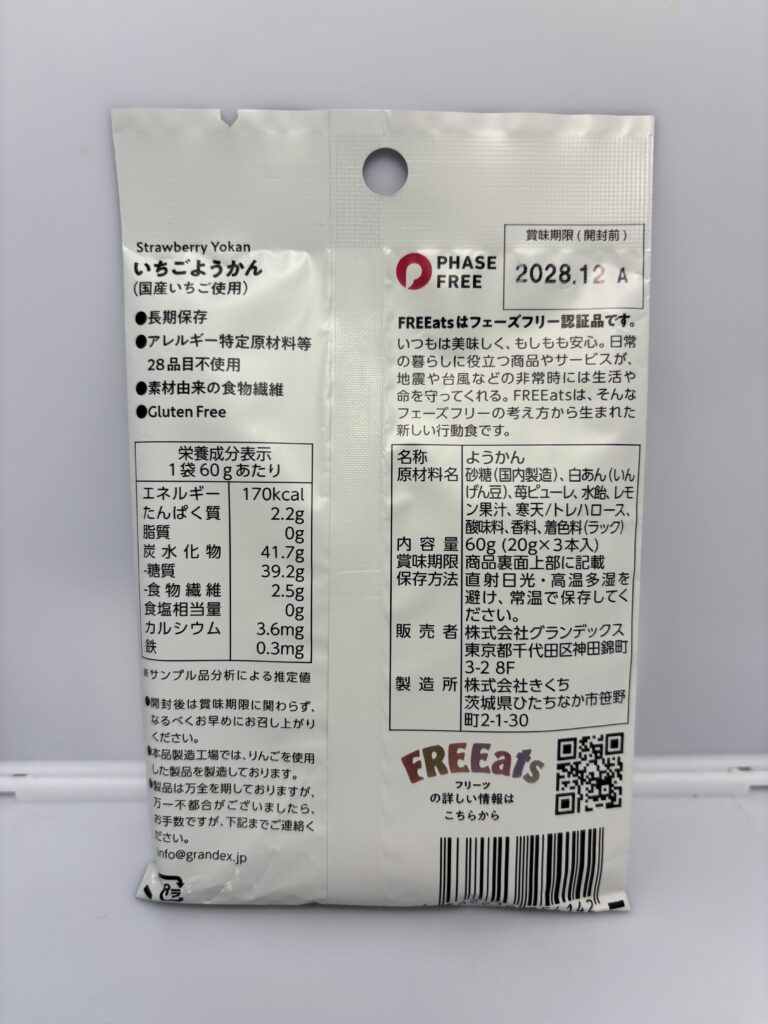 Strawberry Yokan
いちごようかん
(国産いちご使用)
●長期保存
●アレルギー特定原材料等
28品目不使用
●素材由来の食物繊維
●Gluten Free
栄養成分表示
1袋60gあたり
エネルギー 170kcal
たんぱく質 2.2g
脂質 0g
炭水化物 41.7g
-糖質 39.2g
-食物繊維 2.5g
食塩相当量 0g
カルシウム 3.6mg
鉄 0.3mg
※サンプル品分析による推定値
●開封後は賞味期限に関わらず、
なるべくお早めにお召し上がり
ください。
●本品製造工場では、りんごを使用
した製品を製造しております。
●製品は万全を期しておりますが、
万一不都合がございましたら、
お手数ですが、下記までご連絡く
ださい。
info@grandex.jp
プラ
賞味期限(開封前)
2028.12 A
PHASE
FREE
FREEatsはフェーズフリー認証品です。
いつもは美味しく、もしもも安心。日常
の暮らしに役立つ商品やサービスが、
地震や台風などの非常時には生活や
命を守ってくれる。FREEatsは、そんな
フェーズフリーの考え方から生まれた
新しい行動食です。
名称 ようかん
原材料名 砂糖(国内製造)、白あん(いん
げん豆)、苺ピューレ、水飴、レモ
ン果汁、寒天/トレハロース、
酸味料、香料、着色料(ラック)
内容量 60g (20g×3本入)
賞味期限 商品裏面上部に記載
保存方法 直射日光・高温多湿を
避け、常温で保存してく
ださい。
販売者 株式会社グランデックス
東京都千代田区神田錦町
3-2 8F
製造所 株式会社きくち
茨城県ひたちなか市笹野
町2-1-30
FREEats
フリーツ
の詳しい情報は
こちらから